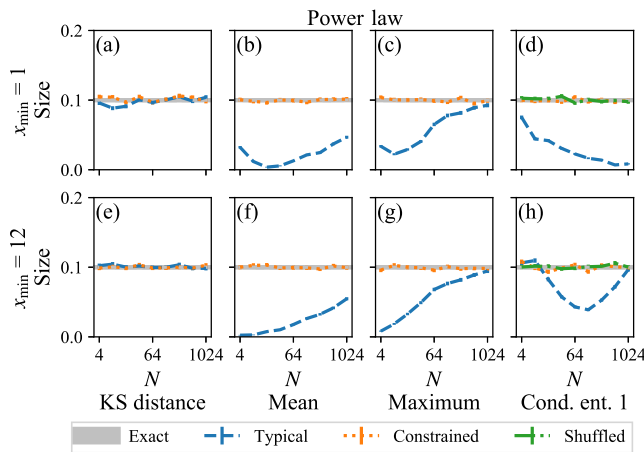 Power law
(a) (b) (c) (d)
0.2
0.1
0.0
x_min = 1
Size
(e) (f) (g) (h)
0.2
0.1
0.0
x_min = 12
Size
4 64 1024 4 64 1024 4 64 1024 4 64 1024
N N N N
KS distance Mean Maximum Cond. ent. 1
Exact Typical Constrained Shuffled